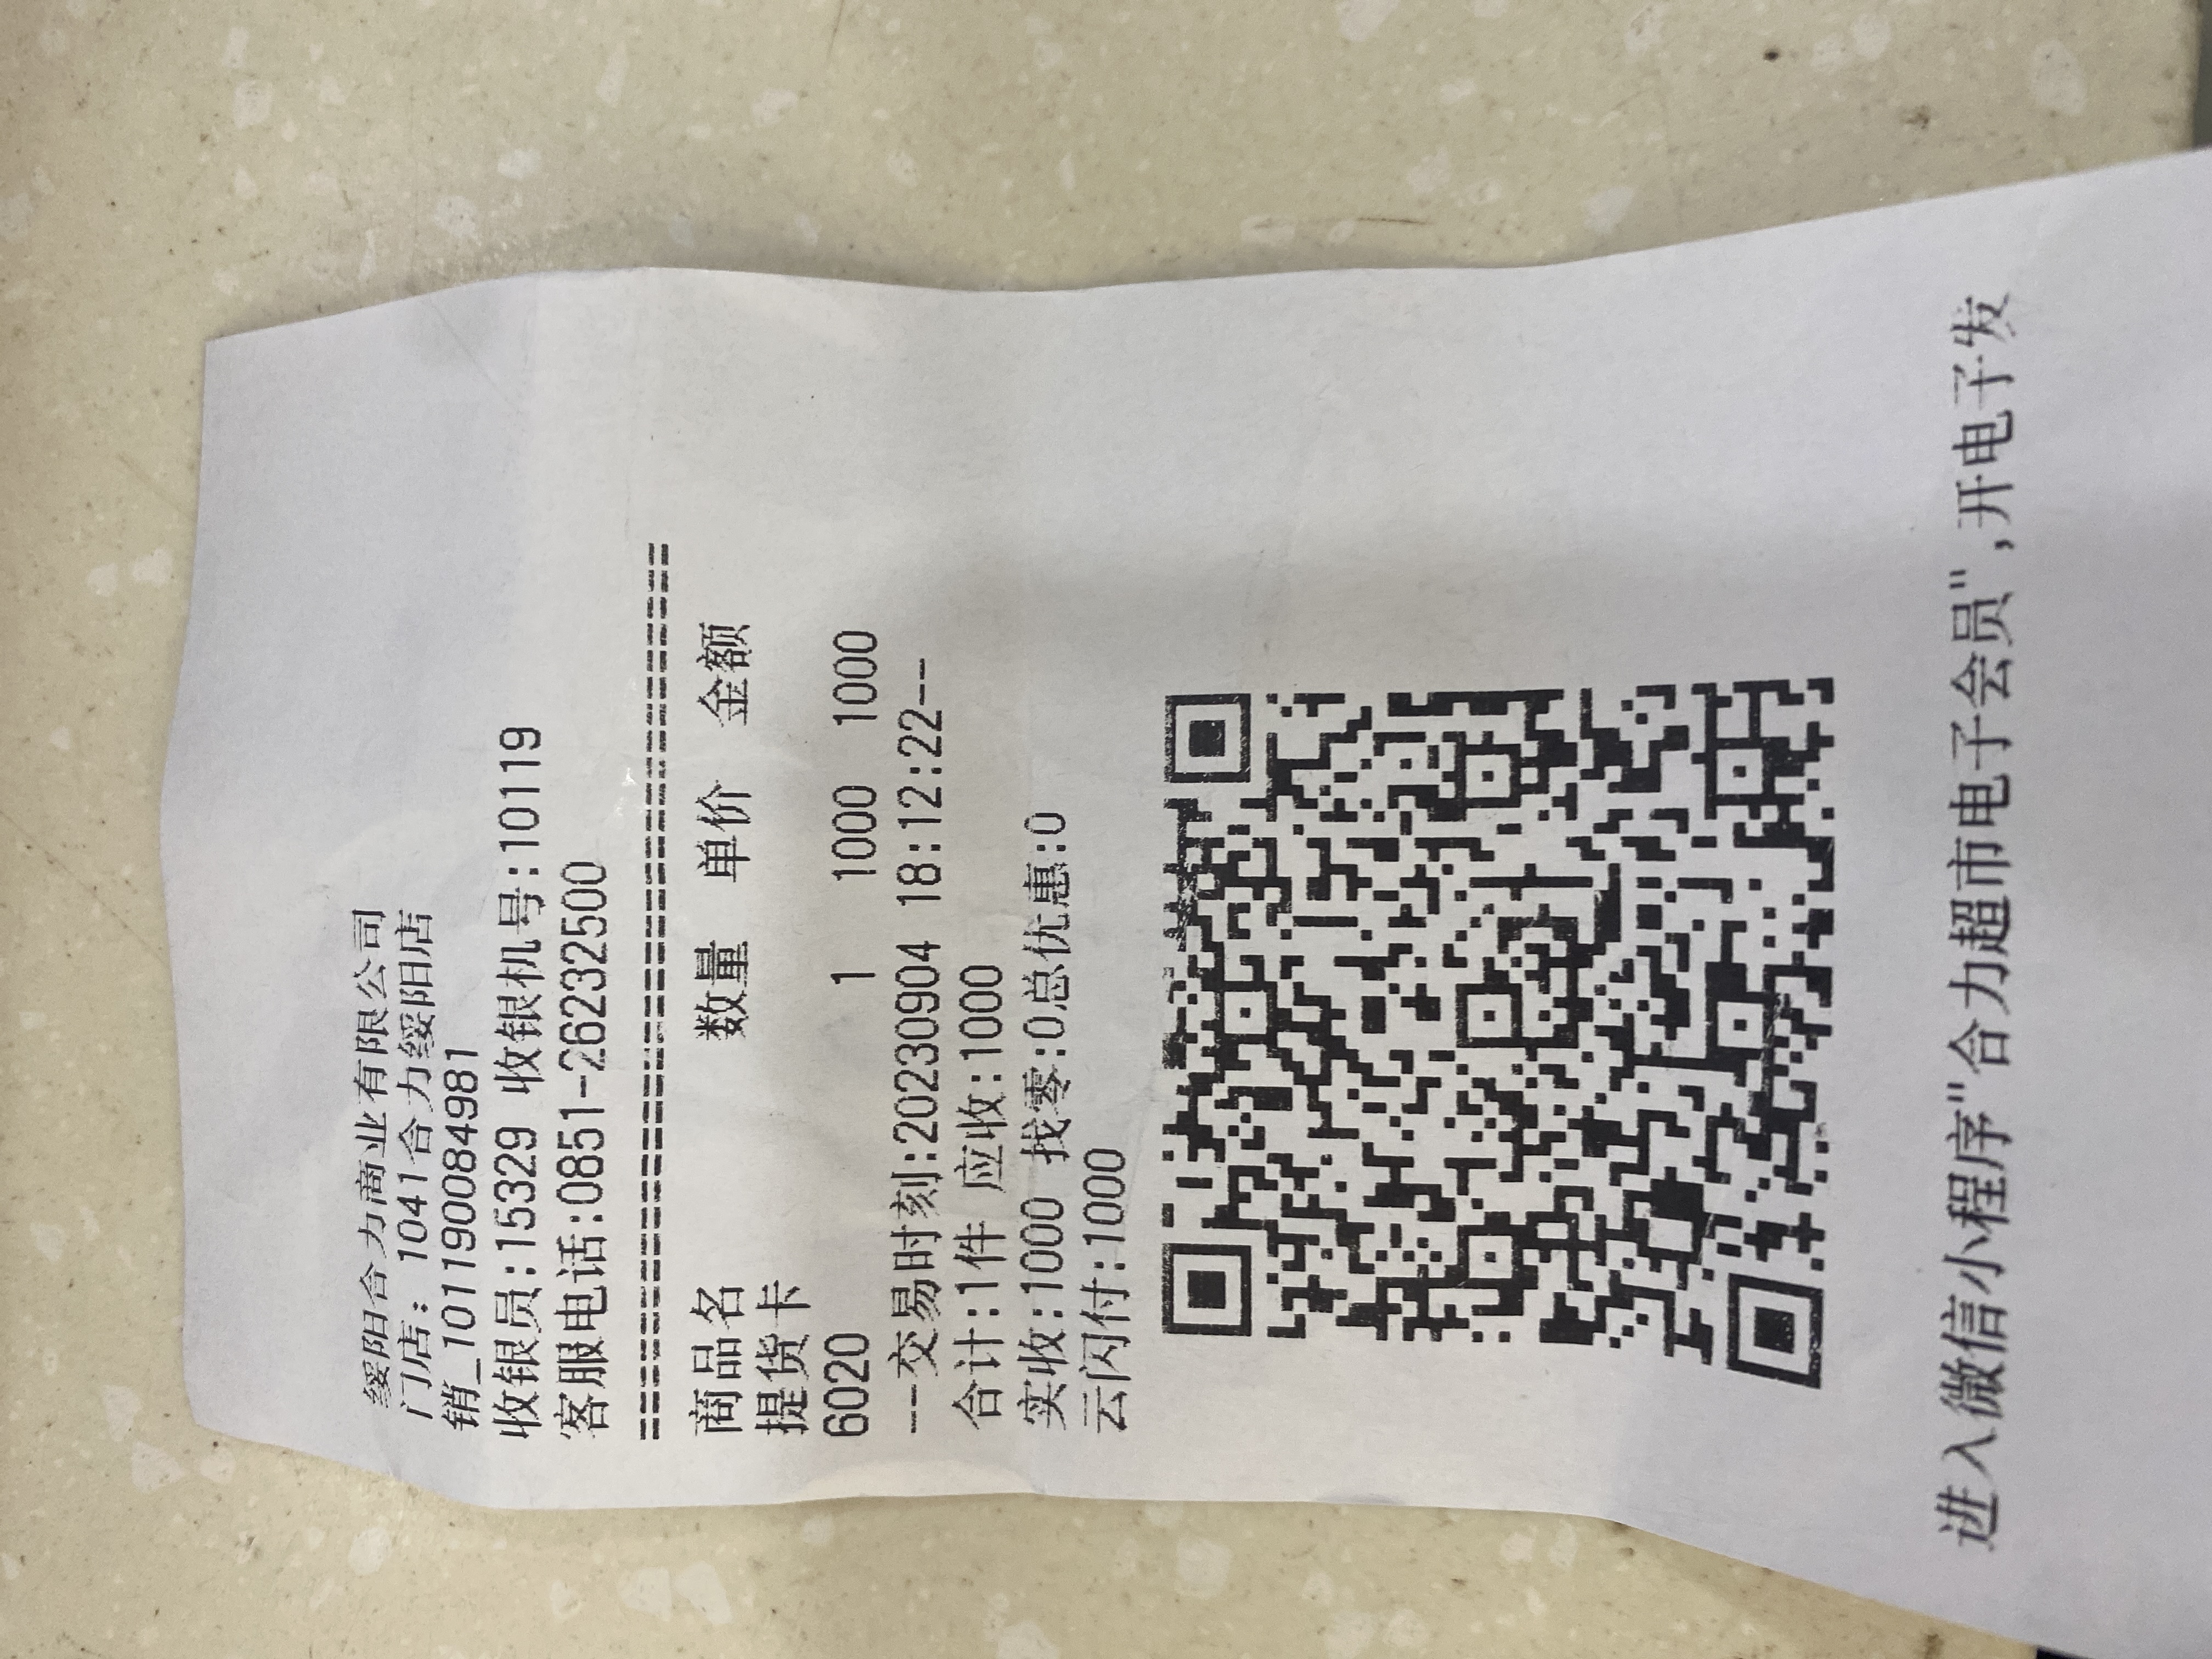 绥阳合力商业有限公司
门店：1041合力绥阳店
销_101190084981
收银员:15329 收银机号:10119
客服电话:0851-26232500
================================
商品名 数量 单价 金额
提货卡
6020 1 1000 1000
--交易时刻:20230904 18:12:22--
合计:1件 应收:1000
实收:1000 找零:0总优惠:0
云闪付:1000
进入微信小程序"合力超市电子会员",开电子发